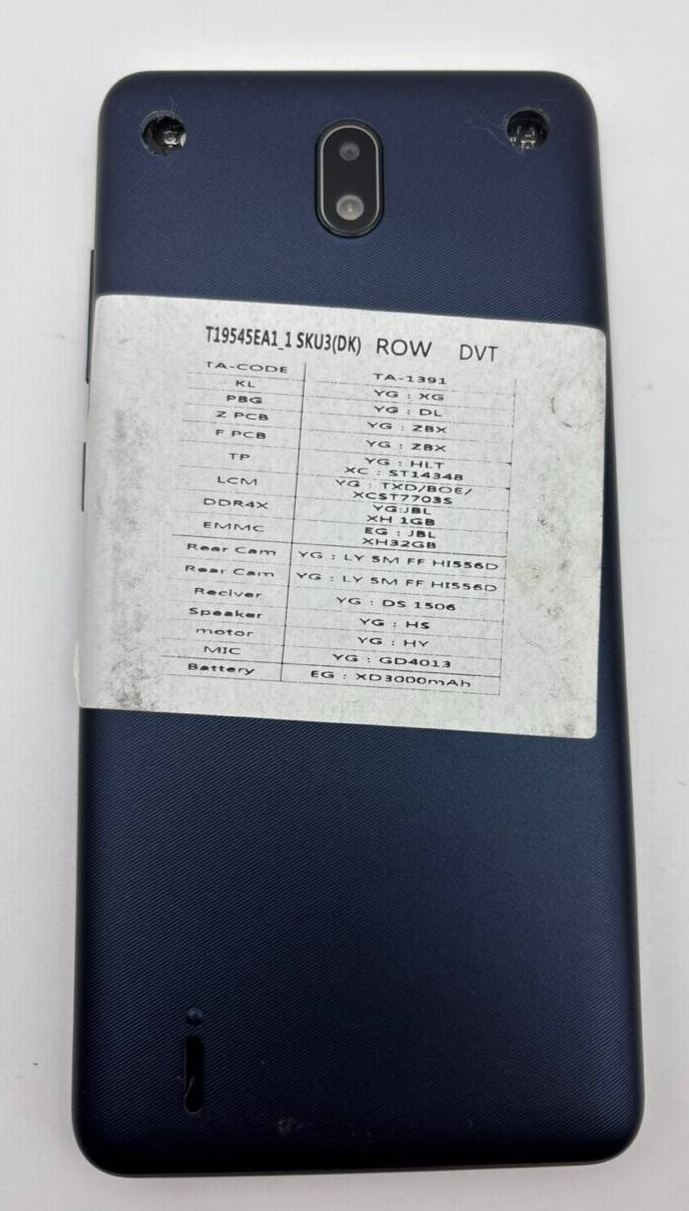 T19545EA1_1 SKU3(DK) ROW DVT
TA-CODE TA-1391
KL YG : XG
PBG YG : DL
Z PCB YG : ZBX
F PCB YG : ZBX
TP YG : HLT
XC : ST14348
LCM YG : TXD/BOE/
XCST7703S
DDR4X YG:JBL
XH 1GB
EMMC EG : JBL
XH32GB
Rear Cam YG : LY 5M FF HI556D
Rear Cam YG : LY 5M FF HI556D
Reciver YG : DS 1506
Speaker YG : HS
motor YG : HY
MIC YG : GD4013
Battery EG : XD3000mAh